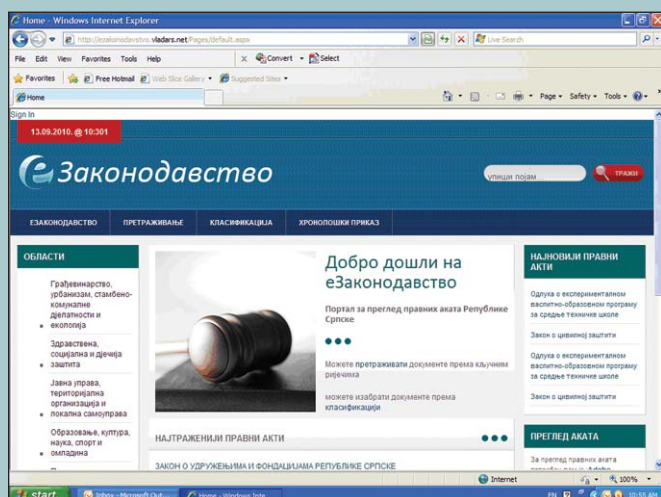 Home - Windows Internet Explorer
http://ezakonodavstvo.vladars.net/Pages/default.aspx
Live Search
File Edit View Favorites Tools Help
x Convert Select
Favorites Free Hotmail Web Slice Gallery Suggested Sites
Home
Page Safety Tools
Sign In
13.09.2010. @ 10:301
еЗаконодавство
упиши појам...
ТРАЖИ
ЕЗАКОНОДАВСТВО ПРЕТРАЖИВАЊЕ КЛАСИФИКАЦИЈА ХРОНОЛОШКИ ПРИКАЗ
ОБЛАСТИ
Грађевинарство,
урбанизам, стамбено-
комуналне
дјелатности и
екологија
Здравствена,
социјална и дјечија
заштита
Јавна управа,
територијална
организација и
локална самоуправа
Образовање, култура,
наука, спорт и
омладина
Добро дошли на
еЗаконодавство
Портал за преглед правних аката Републике
Српске
Можете претраживати документе према кључним
ријечима
можете изабрати документе према
класификацији
НАЈТРАЖЕНИЈИ ПРАВНИ АКТИ
ЗАКОН О УДРУЖЕЊИМА И ФОНДАЦИЈАМА РЕПУБЛИКЕ СРПСКЕ
НАЈНОВИЈИ ПРАВНИ
АКТИ
Одлука о експерименталном
васпитно-образовном програму
за средње техничке школе
Закон о цивилној заштити
Одлука о експерименталном
васпитно-образовном програму
за средње техничке школе
Закон о цивилној заштити
ПРЕГЛЕД АКАТА
За преглед правних аката
Adobe
Internet 100%
start Inbox - Microsoft Out... Home - Windows Inte... EN 10:55 AM